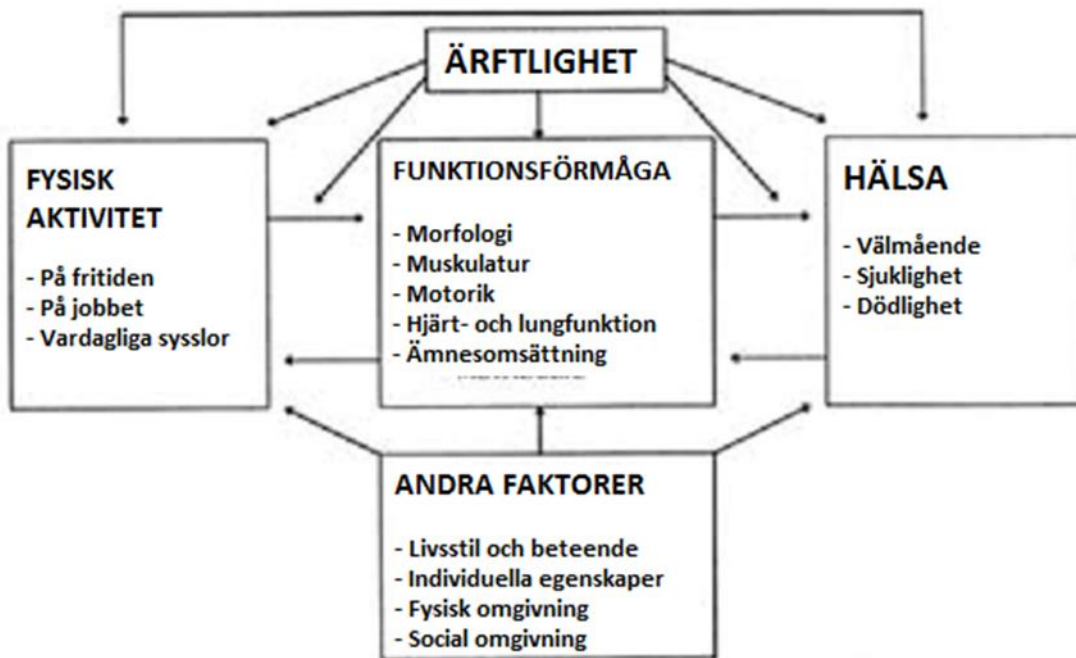 ÄRFTLIGHET
FYSISK
AKTIVITET
- På fritiden
- På jobbet
- Vardagliga sysslor
FUNKTIONSFÖRMÅGA
- Morfologi
- Muskulatur
- Motorik
- Hjärt- och lungfunktion
- Ämnesomsättning
HÄLSA
- Välmående
- Sjuklighet
- Dödlighet
ANDRA FAKTORER
- Livsstil och beteende
- Individuella egenskaper
- Fysisk omgivning
- Social omgivning